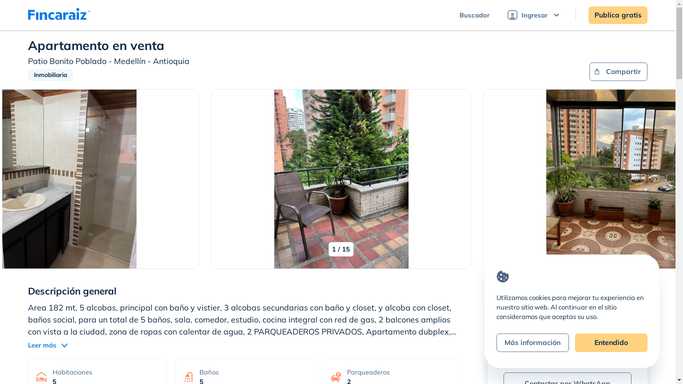 Fincaraiz
Buscador
Ingresar
Publica gratis
Apartamento en venta
Patio Bonito Poblado - Medellín - Antioquia
Inmobiliaria
Compartir
1 / 15
Descripción general
Area 182 mt, 5 alcobas, principal con baño y vistier, 3 alcobas secundarias con baño y closet, y alcoba con closet,
baños social, para un total de 5 baños, sala, comedor, estudio, cocina integral con red de gas, 2 balcones amplios
con vista a la ciudad, zona de ropas con calentar de agua, 2 PARQUEADEROS PRIVADOS, Apartamento dubplex,...
Leer más
Habitaciones
5
Baños
5
Parqueaderos
2
Utilizamos cookies para mejorar tu experiencia en
nuestro sitio web. Al continuar en el sitio
consideramos que aceptas su uso.
Más información
Entendido
Contactar por WhatsApp